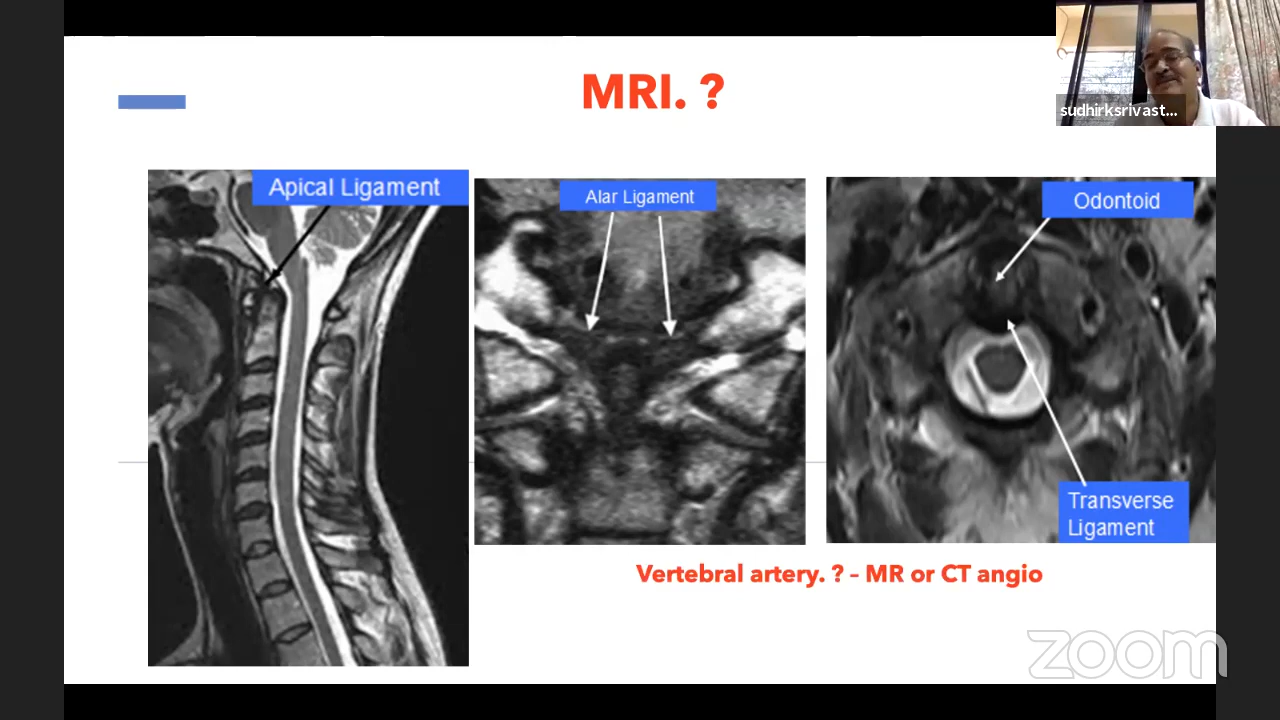 MRI. ?
sudhirksrivast...
Apical Ligament
Alar Ligament
Odontoid
Transverse
Ligament
Vertebral artery. ? – MR or CT angio
zoom